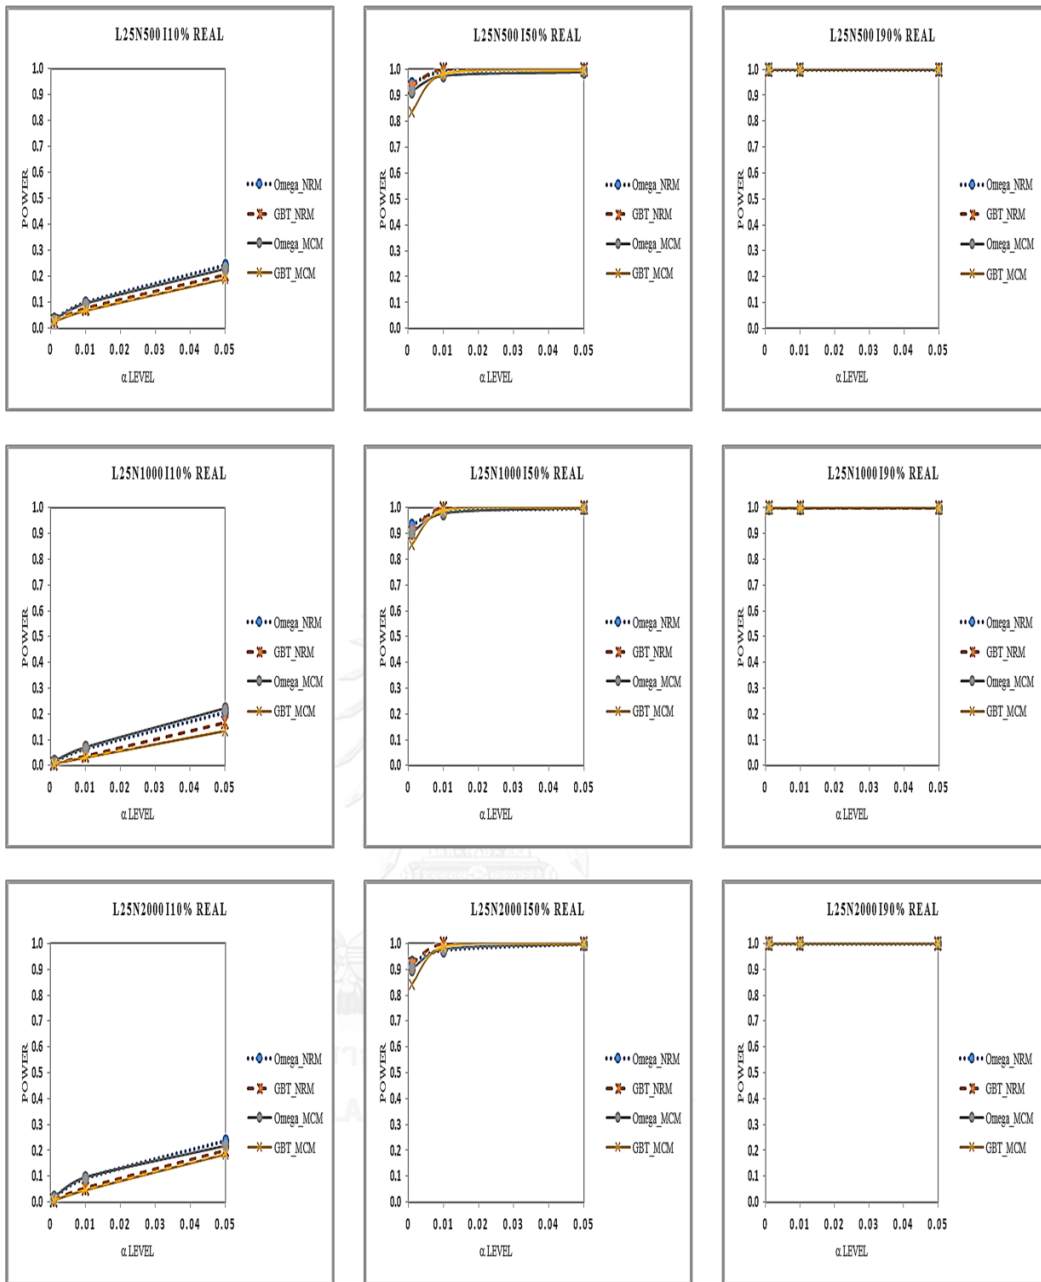 L25N500 I10% REAL
1.0
0.9
0.8
0.7
0.6
0.5
0.4
0.3
0.2
0.1
0.0
POWER
0 0.01 0.02 0.03 0.04 0.05
α LEVEL
Omega_NRM
GBT_NRM
Omega_MCM
GBT_MCM
L25N500 I50% REAL
1.0
0.9
0.8
0.7
0.6
0.5
0.4
0.3
0.2
0.1
0.0
POWER
0 0.01 0.02 0.03 0.04 0.05
α LEVEL
Omega_NRM
GBT_NRM
Omega_MCM
GBT_MCM
L25N500 I90% REAL
1.0
0.9
0.8
0.7
0.6
0.5
0.4
0.3
0.2
0.1
0.0
POWER
0 0.01 0.02 0.03 0.04 0.05
α LEVEL
Omega_NRM
GBT_NRM
Omega_MCM
GBT_MCM
L25N1000 I10% REAL
1.0
0.9
0.8
0.7
0.6
0.5
0.4
0.3
0.2
0.1
0.0
POWER
0 0.01 0.02 0.03 0.04 0.05
α LEVEL
Omega_NRM
GBT_NRM
Omega_MCM
GBT_MCM
L25N1000 I50% REAL
1.0
0.9
0.8
0.7
0.6
0.5
0.4
0.3
0.2
0.1
0.0
POWER
0 0.01 0.02 0.03 0.04 0.05
α LEVEL
Omega_NRM
GBT_NRM
Omega_MCM
GBT_MCM
L25N1000 I90% REAL
1.0
0.9
0.8
0.7
0.6
0.5
0.4
0.3
0.2
0.1
0.0
POWER
0 0.01 0.02 0.03 0.04 0.05
α LEVEL
Omega_NRM
GBT_NRM
Omega_MCM
GBT_MCM
L25N2000 I10% REAL
1.0
0.9
0.8
0.7
0.6
0.5
0.4
0.3
0.2
0.1
0.0
POWER
0 0.01 0.02 0.03 0.04 0.05
α LEVEL
Omega_NRM
GBT_NRM
Omega_MCM
GBT_MCM
L25N2000 I50% REAL
1.0
0.9
0.8
0.7
0.6
0.5
0.4
0.3
0.2
0.1
0.0
POWER
0 0.01 0.02 0.03 0.04 0.05
α LEVEL
Omega_NRM
GBT_NRM
Omega_MCM
GBT_MCM
L25N2000 I90% REAL
1.0
0.9
0.8
0.7
0.6
0.5
0.4
0.3
0.2
0.1
0.0
POWER
0 0.01 0.02 0.03 0.04 0.05
α LEVEL
Omega_NRM
GBT_NRM
Omega_MCM
GBT_MCM